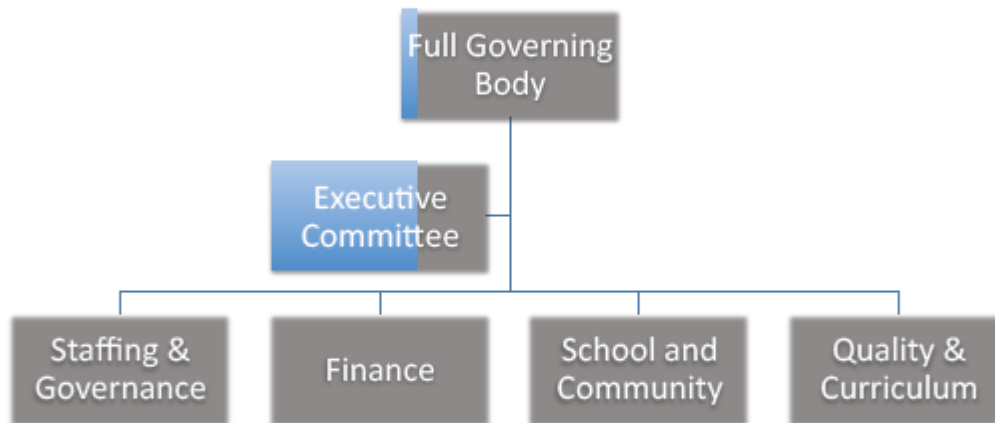 Full Governing
Body
Executive
Committee
Staffing &
Governance
Finance
School and
Community
Quality &
Curriculum